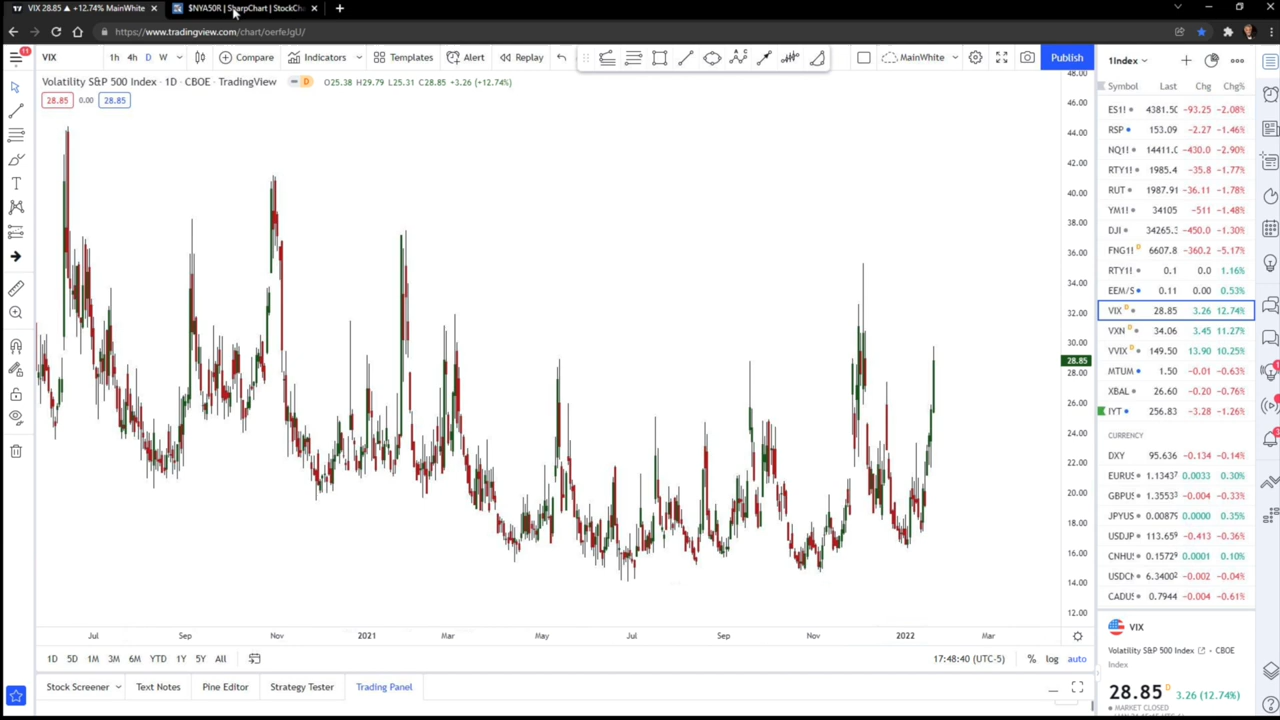 VIX 28.85 ▲ +12.74% MainWhite
$NYA50R | SharpChart | StockCh
https://www.tradingview.com/chart/oerfeJgU/
11
VIX 1h 4h D W Compare Indicators Templates Alert Replay MainWhite Publish
1Index
Volatility S&P 500 Index · 1D · CBOE · TradingView D O25.38 H29.79 L25.31 C28.85 +3.26 (+12.74%)
28.85 0.00 28.85
Symbol Last Chg Chg%
ES1! 4381.50 -93.25 -2.08%
RSP 153.09 -2.27 -1.46%
NQ1! 14411.0 -430.0 -2.90%
RTY1! 1985.4 -35.8 -1.77%
RUT 1987.91 -36.11 -1.78%
YM1! 34105 -511 -1.48%
DJI 34265.3 -450.0 -1.30%
FNG1! D 6607.8 -360.2 -5.17%
RTY1! 0.1 0.0 1.16%
EEM/S 0.11 0.00 0.53%
VIX D 28.85 3.26 12.74%
VXN D 34.06 3.45 11.27%
VVIX D 149.50 13.90 10.25%
MTUM 1.50 -0.01 -0.63%
XBAL 26.60 -0.20 -0.76%
IYT 256.83 -3.28 -1.26%
CURRENCY
DXY 95.636 -0.134 -0.14%
EURUS 1.1343 0.0033 0.30%
GBPUS 1.3555 -0.004 -0.33%
JPYUS 0.00879 0.0000 0.35%
USDJP 113.65 -0.413 -0.36%
CNHUS 0.1572 0.0001 0.10%
USDCN 6.3400 -0.002 -0.04%
CADUS 0.7944 -0.004 -0.61%
48.00
46.00
44.00
42.00
40.00
38.00
36.00
34.00
32.00
30.00
28.85
28.00
26.00
24.00
22.00
20.00
18.00
16.00
14.00
12.00
Jul Sep Nov 2021 Mar May Jul Sep Nov 2022 Mar
1D 5D 1M 3M 6M YTD 1Y 5Y All 17:48:40 (UTC-5) % log auto
Stock Screener Text Notes Pine Editor Strategy Tester Trading Panel
VIX
Volatility S&P 500 Index · CBOE
Index
28.85 D 3.26 (12.74%)
MARKET CLOSED